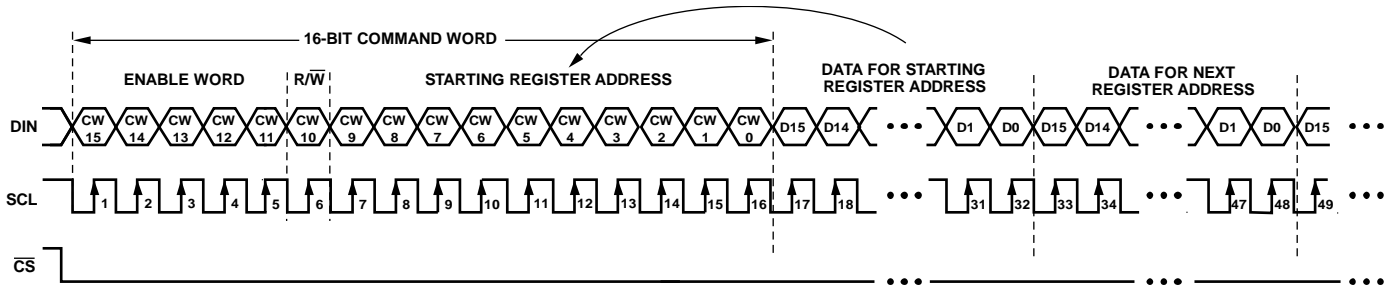 16-BIT COMMAND WORD
ENABLE WORD R/W̅ STARTING REGISTER ADDRESS DATA FOR STARTING REGISTER ADDRESS DATA FOR NEXT REGISTER ADDRESS
DIN CW 15 CW 14 CW 13 CW 12 CW 11 CW 10 CW 9 CW 8 CW 7 CW 6 CW 5 CW 4 CW 3 CW 2 CW 1 CW 0 D15 D14 ••• D1 D0 D15 D14 ••• D1 D0 D15 •••
SCL 1 2 3 4 5 6 7 8 9 10 11 12 13 14 15 16 17 18 ••• 31 32 33 34 ••• 47 48 49 •••
C̅S̅ ••• ••• •••